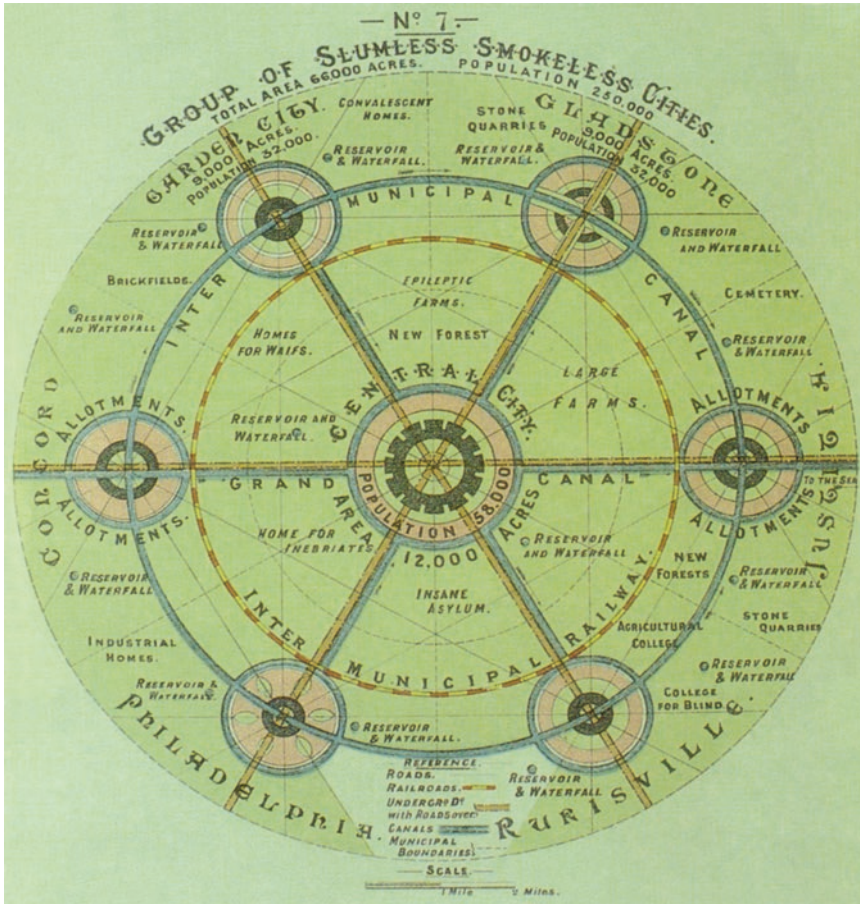 — Nº 7. —
GROUP OF SLUMLESS SMOKELESS CITIES.
TOTAL AREA 66,000 ACRES. POPULATION 250,000
GARDEN CITY.
9,000 ACRES.
POPULATION 32,000.
CONVALESCENT
HOMES.
STONE
QUARRIES
GLADSTONE
9,000 ACRES.
POPULATION
32,000
RESERVOIR
& WATERFALL
RESERVOIR &
WATERFALL.
INTER MUNICIPAL CANAL
RESERVOIR
& WATERFALL
RESERVOIR
AND WATERFALL
BRICKFIELDS.
EPILEPTIC
FARMS.
CEMETERY.
RESERVOIR
AND WATERFALL
HOMES
FOR WAIFS.
NEW FOREST
RESERVOIR
& WATERFALL
LARGE
FARMS.
CENTRAL CITY.
CONCORD
ALLOTMENTS.
RESERVOIR AND
WATERFALL.
ALLOTMENTS
JUSTITIA.
GRAND CANAL
TO THE SEA
POPULATION 58,000
AREA 12,000 ACRES
ALLOTMENTS.
HOME FOR
INEBRIATES.
RESERVOIR
AND WATERFALL
ALLOTMENTS
NEW
FORESTS
RESERVOIR
& WATERFALL
RESERVOIR
& WATERFALL
INSANE
ASYLUM.
STONE
QUARRIES
INTER MUNICIPAL RAILWAY.
AGRICULTURAL
COLLEGE
INDUSTRIAL
HOMES.
RESERVOIR
& WATERFALL
RESERVOIR &
WATERFALL.
COLLEGE
FOR BLIND.
PHILADELPHIA.
RESERVOIR
& WATERFALL.
RURISVILLE.
RESERVOIR
& WATERFALL
REFERENCE.
ROADS.
RAILROADS.
UNDERGRD Dº
with ROADS over
CANALS
MUNICIPAL
BOUNDARIES
— SCALE. —
1 Mile 2 Miles.